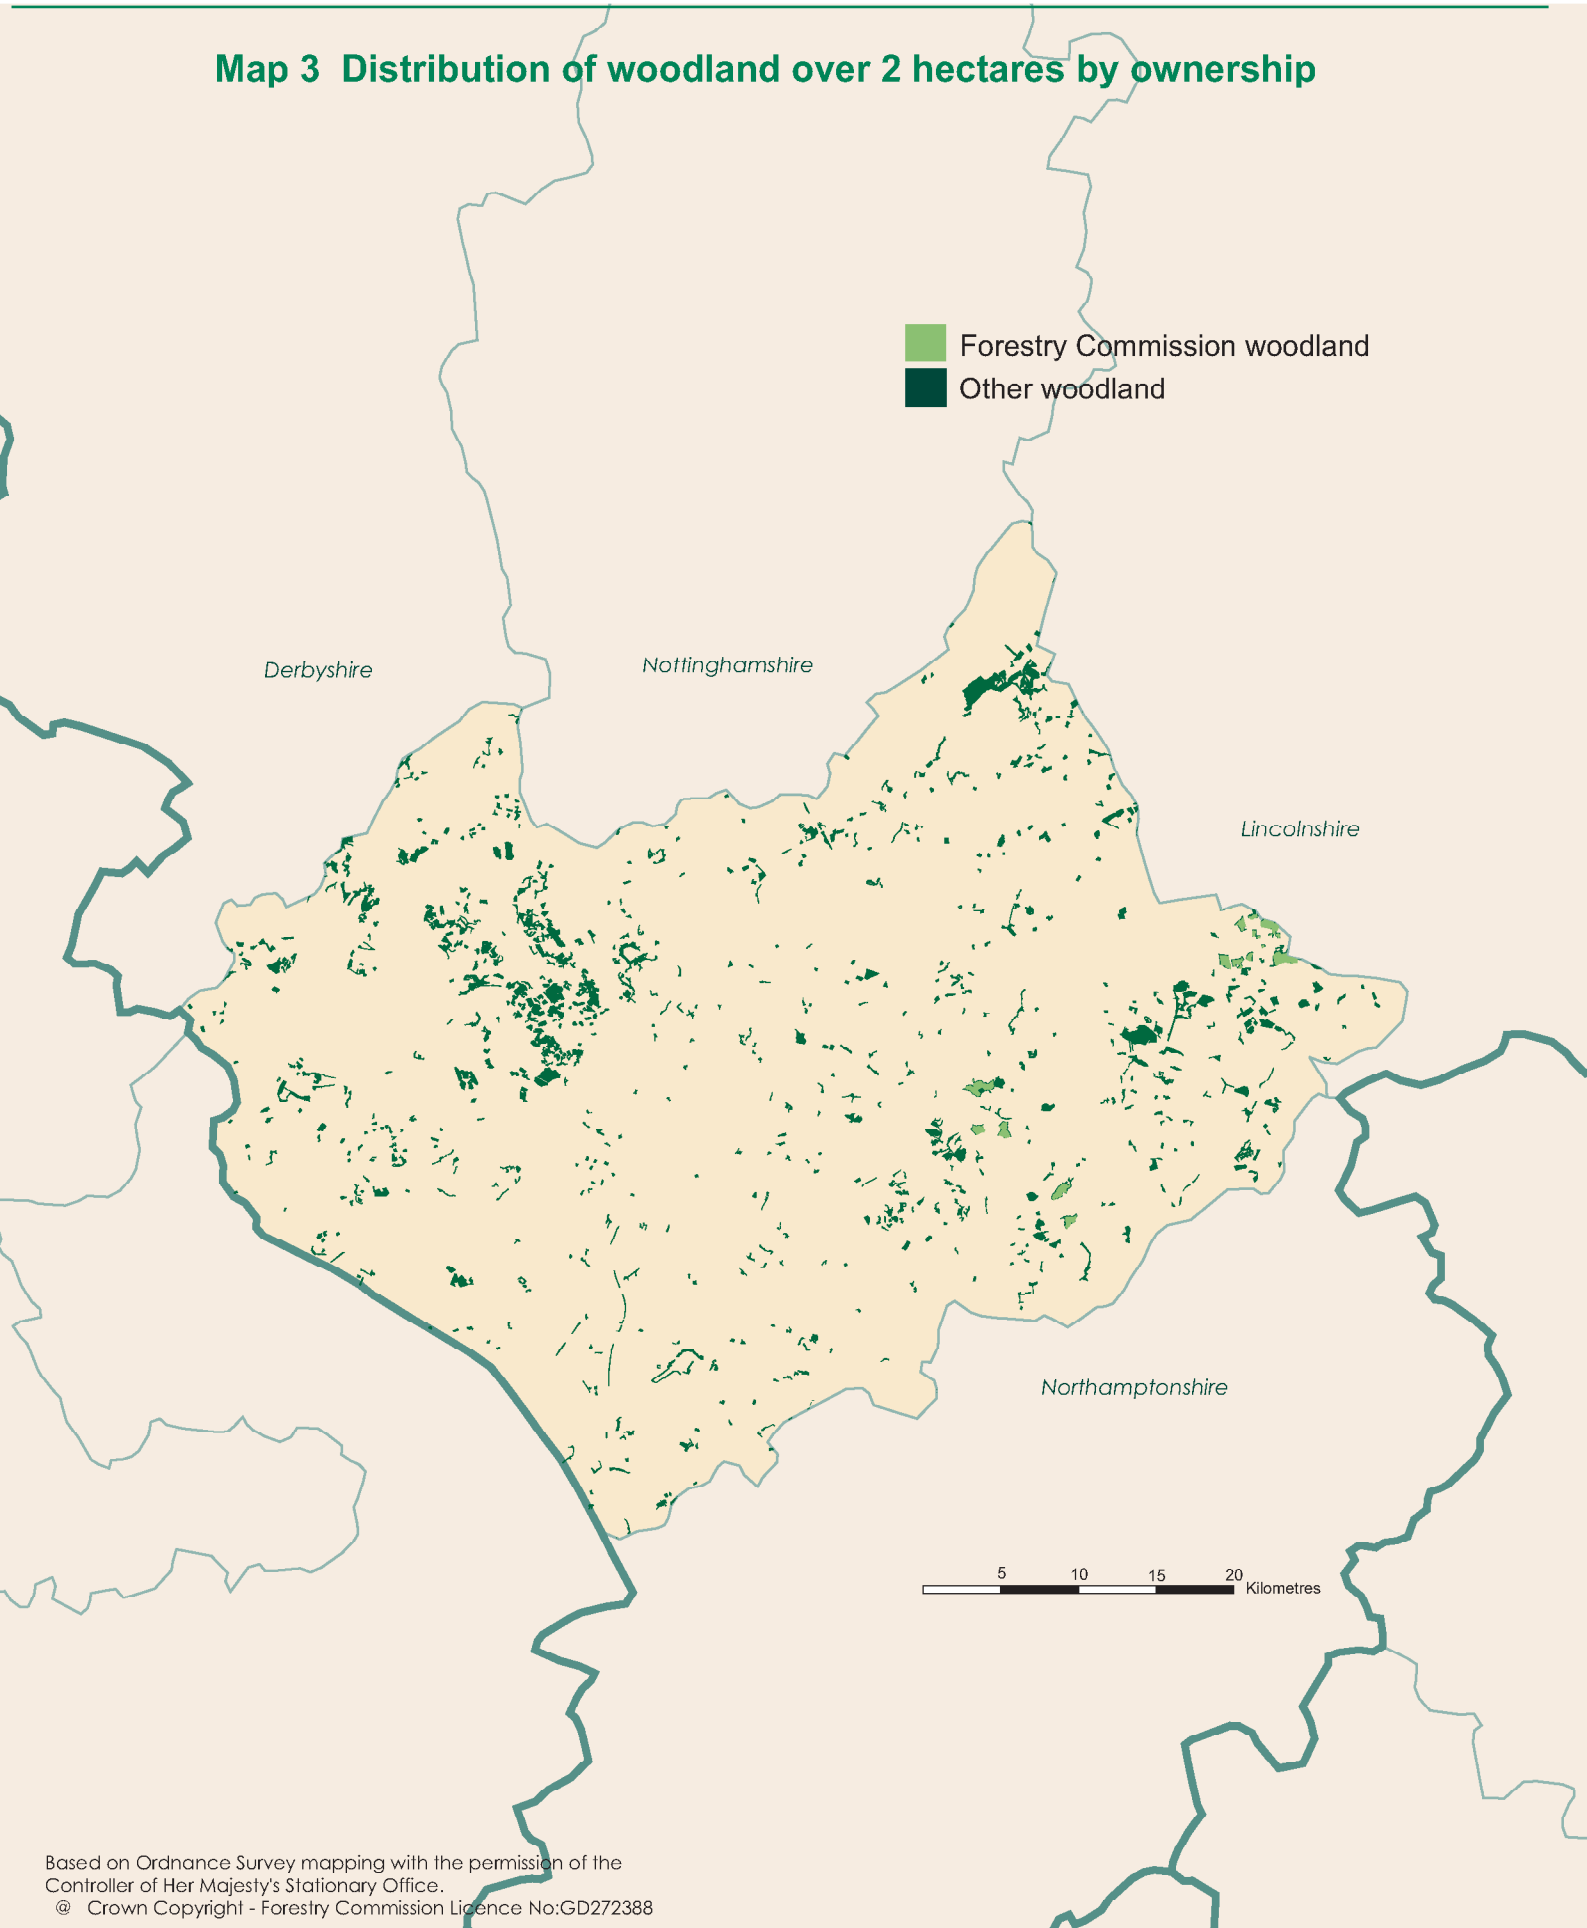 Map 3 Distribution of woodland over 2 hectares by ownership
Forestry Commission woodland
Other woodland
Derbyshire
Nottinghamshire
Lincolnshire
Northamptonshire
5 10 15 20
Kilometres
Based on Ordnance Survey mapping with the permission of the
Controller of Her Majesty's Stationary Office.
@ Crown Copyright - Forestry Commission Licence No:GD272388